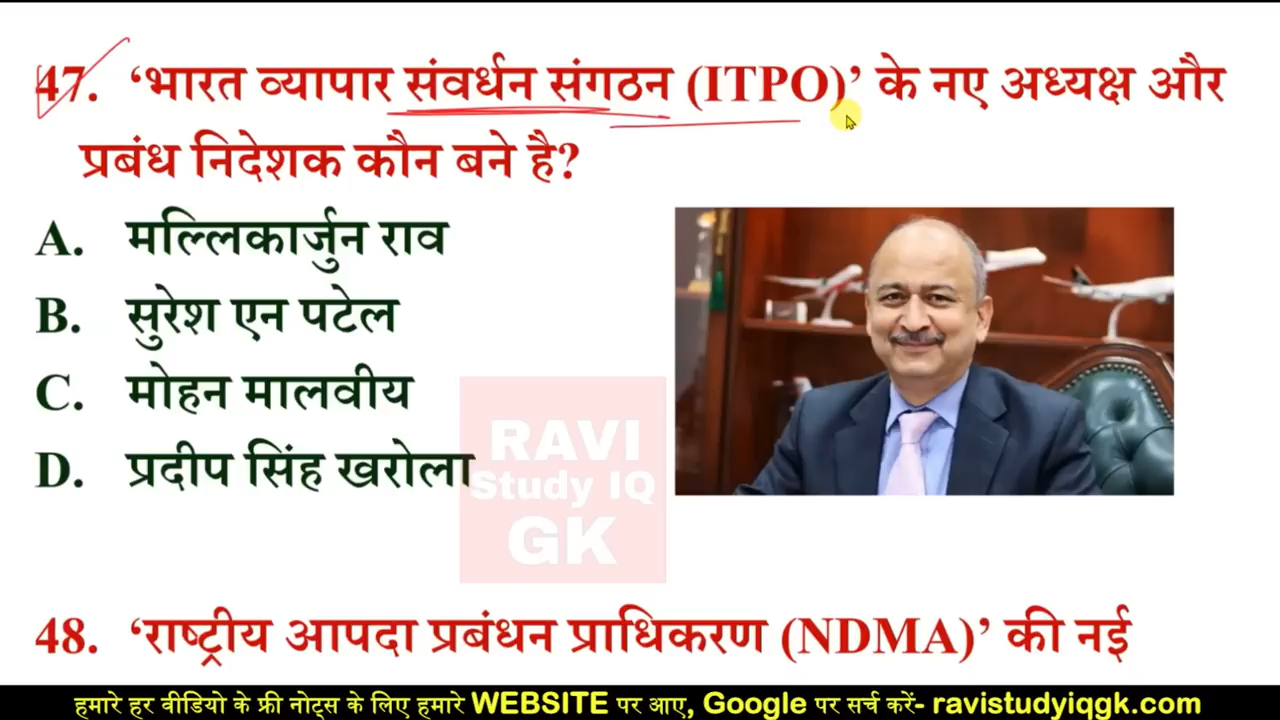 47. ‘भारत व्यापार संवर्धन संगठन (ITPO)’ के नए अध्यक्ष और
प्रबंध निदेशक कौन बने है?
A. मल्लिकार्जुन राव
B. सुरेश एन पटेल
C. मोहन मालवीय
D. प्रदीप सिंह खरोला
RAVI
Study IQ
GK
48. ‘राष्ट्रीय आपदा प्रबंधन प्राधिकरण (NDMA)’ की नई
हमारे हर वीडियो के फ्री नोट्स के लिए हमारे WEBSITE पर आए, Google पर सर्च करें- ravistudyiqgk.com